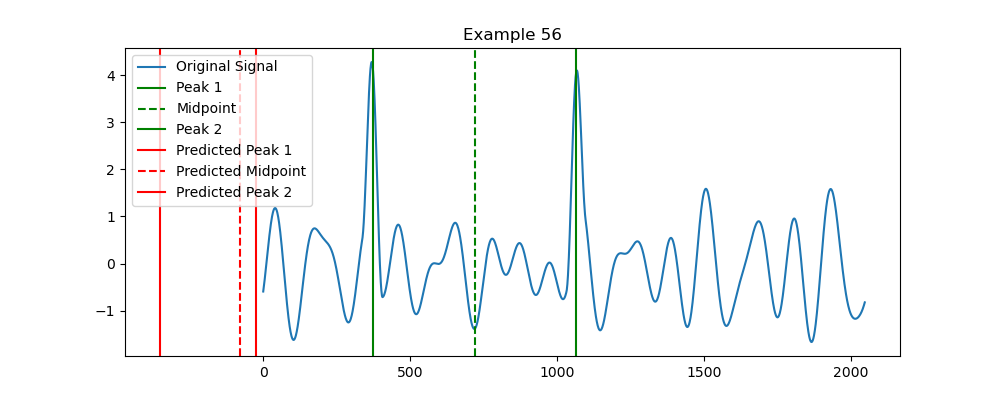 Example 56
Original Signal
Peak 1
Midpoint
Peak 2
Predicted Peak 1
Predicted Midpoint
Predicted Peak 2
4
3
2
1
0
−1
0 500 1000 1500 2000